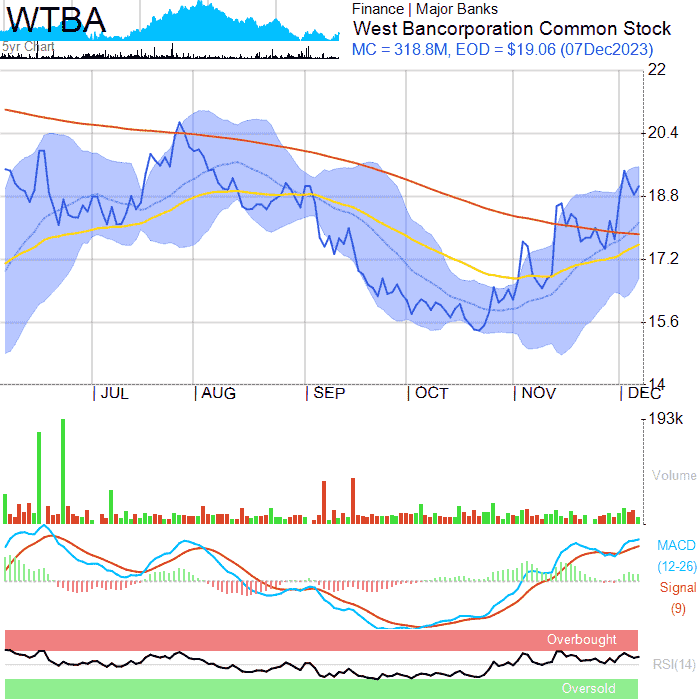 WTBA
5yr Chart
Finance | Major Banks
West Bancorporation Common Stock
MC = 318.8M, EOD = $19.06 (07Dec2023)
22
20.4
18.8
17.2
15.6
14
JUL AUG SEP OCT NOV DEC
193k
Volume
MACD
(12-26)
Signal
(9)
Overbought
RSI(14)
Oversold